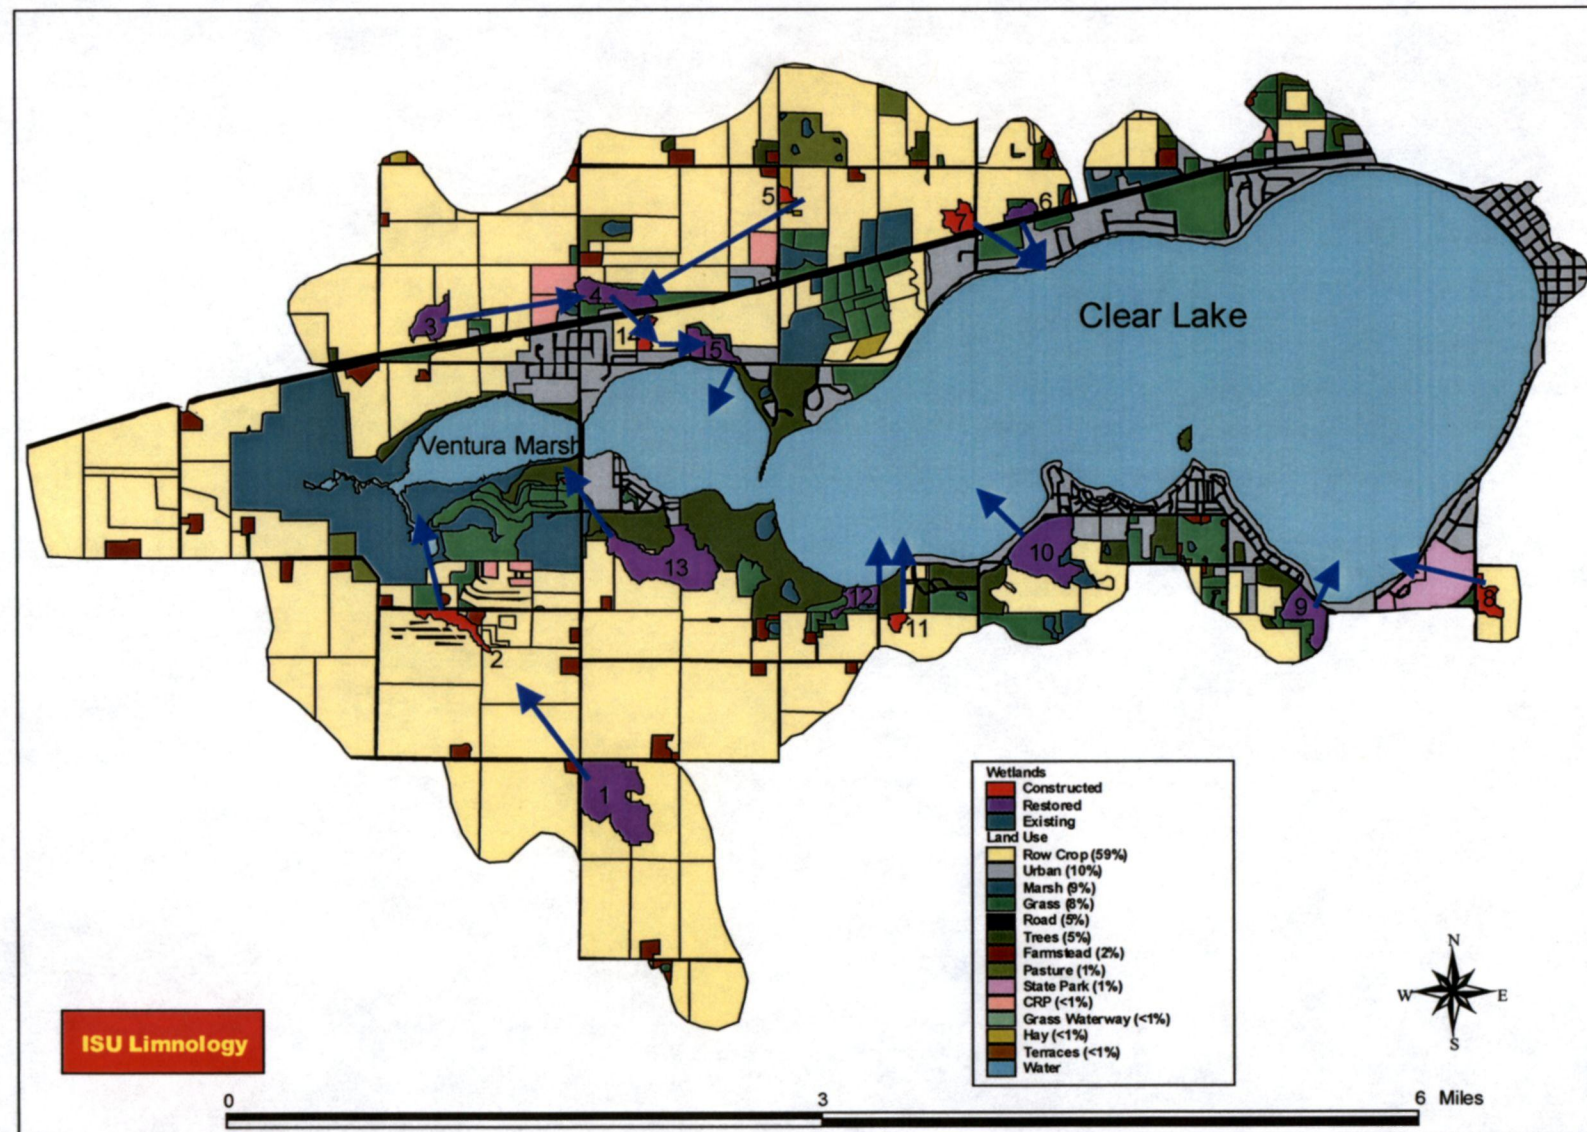 5
6
7
4
3
14
15
Clear Lake
Ventura Marsh
10
13
12
9
8
11
2
1
Wetlands
Constructed
Restored
Existing
Land Use
Row Crop (59%)
Urban (10%)
Marsh (9%)
Grass (8%)
Road (5%)
Trees (5%)
Farmstead (2%)
Pasture (1%)
State Park (1%)
CRP (<1%)
Grass Waterway (<1%)
Hay (<1%)
Terraces (<1%)
Water
N
W E
S
ISU Limnology
0 3 6 Miles